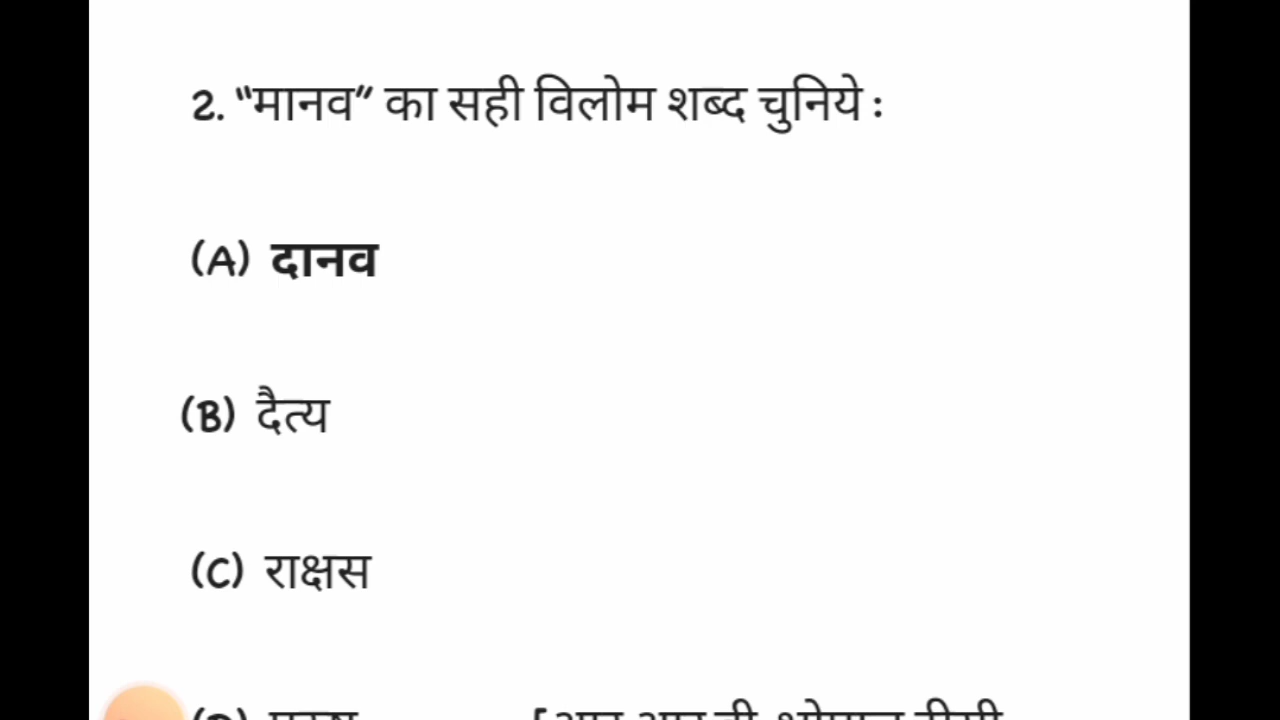 2. "मानव" का सही विलोम शब्द चुनिये :
(A) दानव
(B) दैत्य
(C) राक्षस